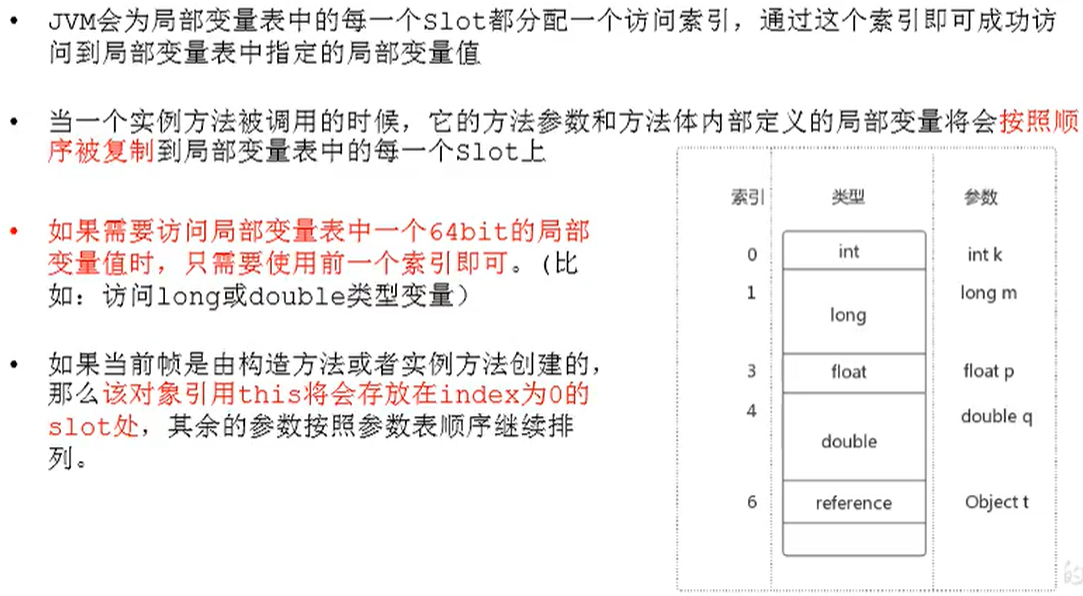 • JVM会为局部变量表中的每一个Slot都分配一个访问索引，通过这个索引即可成功访
问到局部变量表中指定的局部变量值
• 当一个实例方法被调用的时候，它的方法参数和方法体内部定义的局部变量将会按照顺
序被复制到局部变量表中的每一个Slot上
• 如果需要访问局部变量表中一个64bit的局部
变量值时，只需要使用前一个索引即可。(比
如：访问long或double类型变量）
• 如果当前帧是由构造方法或者实例方法创建的，
那么该对象引用this将会存放在index为0的
slot处，其余的参数按照参数表顺序继续排
列。
索引 类型 参数
0 int int k
1 long long m
3 float float p
4 double double q
6 reference Object t
的